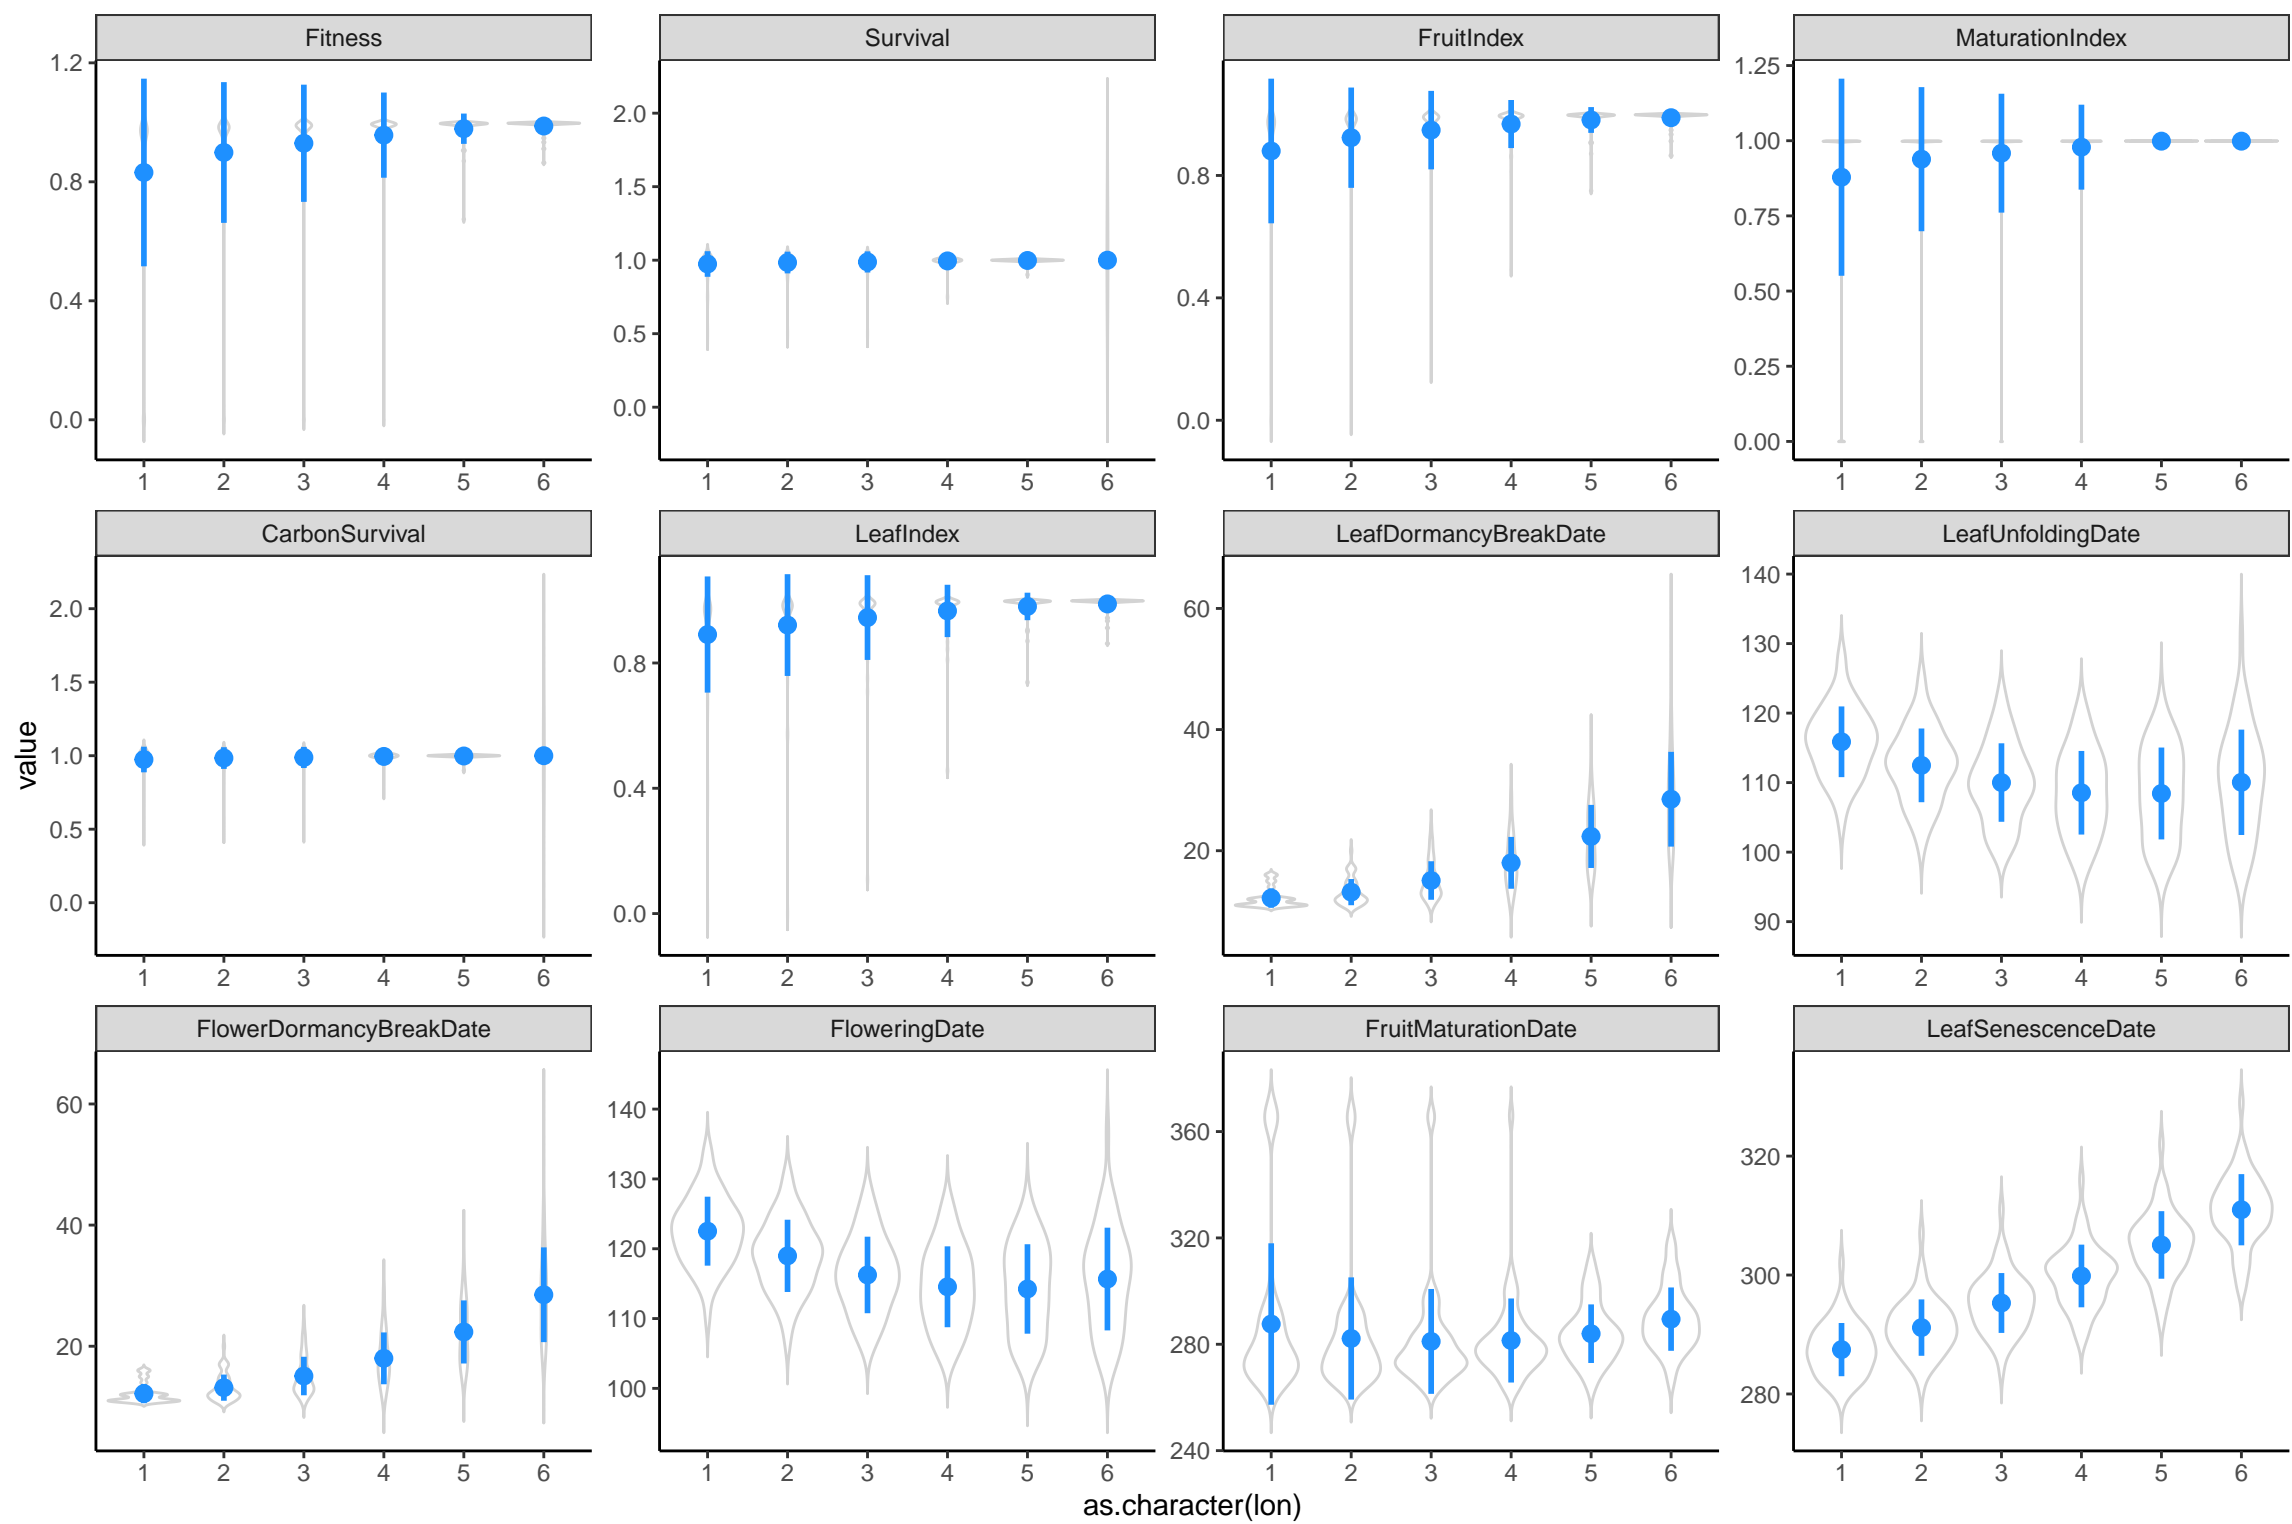 Fitness
Survival
FruitIndex
MaturationIndex
1.2
0.8
0.4
0.0
2.0
1.5
1.0
0.5
0.0
0.8
0.4
0.0
1.25
1.00
0.75
0.50
0.25
0.00
1 2 3 4 5 6
1 2 3 4 5 6
1 2 3 4 5 6
1 2 3 4 5 6
CarbonSurvival
LeafIndex
LeafDormancyBreakDate
LeafUnfoldingDate
value
2.0
1.5
1.0
0.5
0.0
0.8
0.4
0.0
60
40
20
140
130
120
110
100
90
1 2 3 4 5 6
1 2 3 4 5 6
1 2 3 4 5 6
1 2 3 4 5 6
FlowerDormancyBreakDate
FloweringDate
FruitMaturationDate
LeafSenescenceDate
60
40
20
140
130
120
110
100
360
320
280
240
320
300
280
1 2 3 4 5 6
1 2 3 4 5 6
1 2 3 4 5 6
1 2 3 4 5 6
as.character(lon)